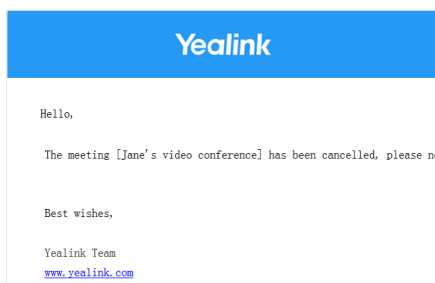 Yealink
Hello,
The meeting [Jane's video conference] has been cancelled, please
Best wishes,
Yealink Team
www.yealink.com